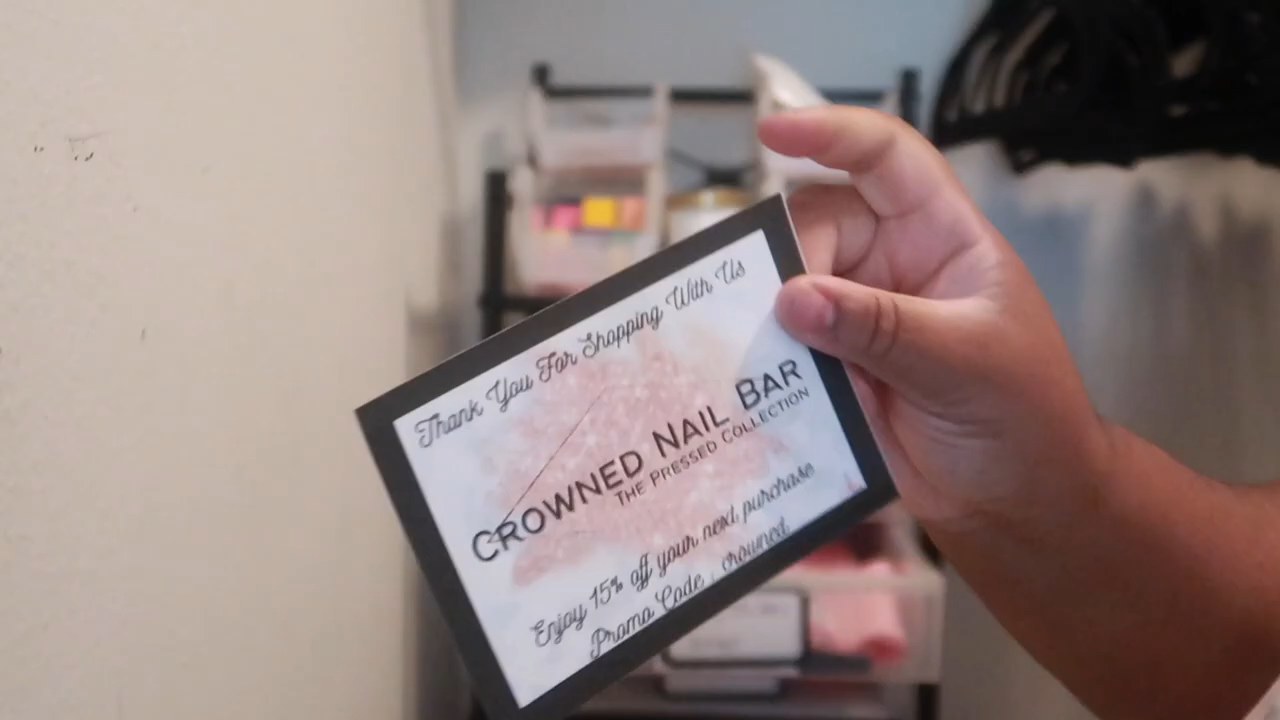 Thank You For Shopping With Us
CROWNED NAIL BAR
THE PRESSED COLLECTION
Enjoy 15% off your next purchase
Promo Code : crowned